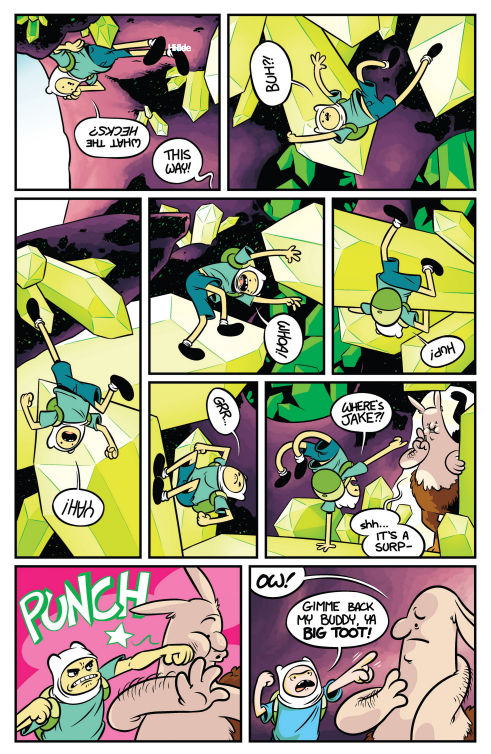 WHAT THE
HECKS?
THIS
WAY!
BUH?!
YAH!
WHOA!
HUP!
GRR...
WHERE'S
JAKE?!
shh...
IT'S A
SURP-
PUNCH
OW!
GIMME BACK
MY BUDDY, YA
BIG TOOT!